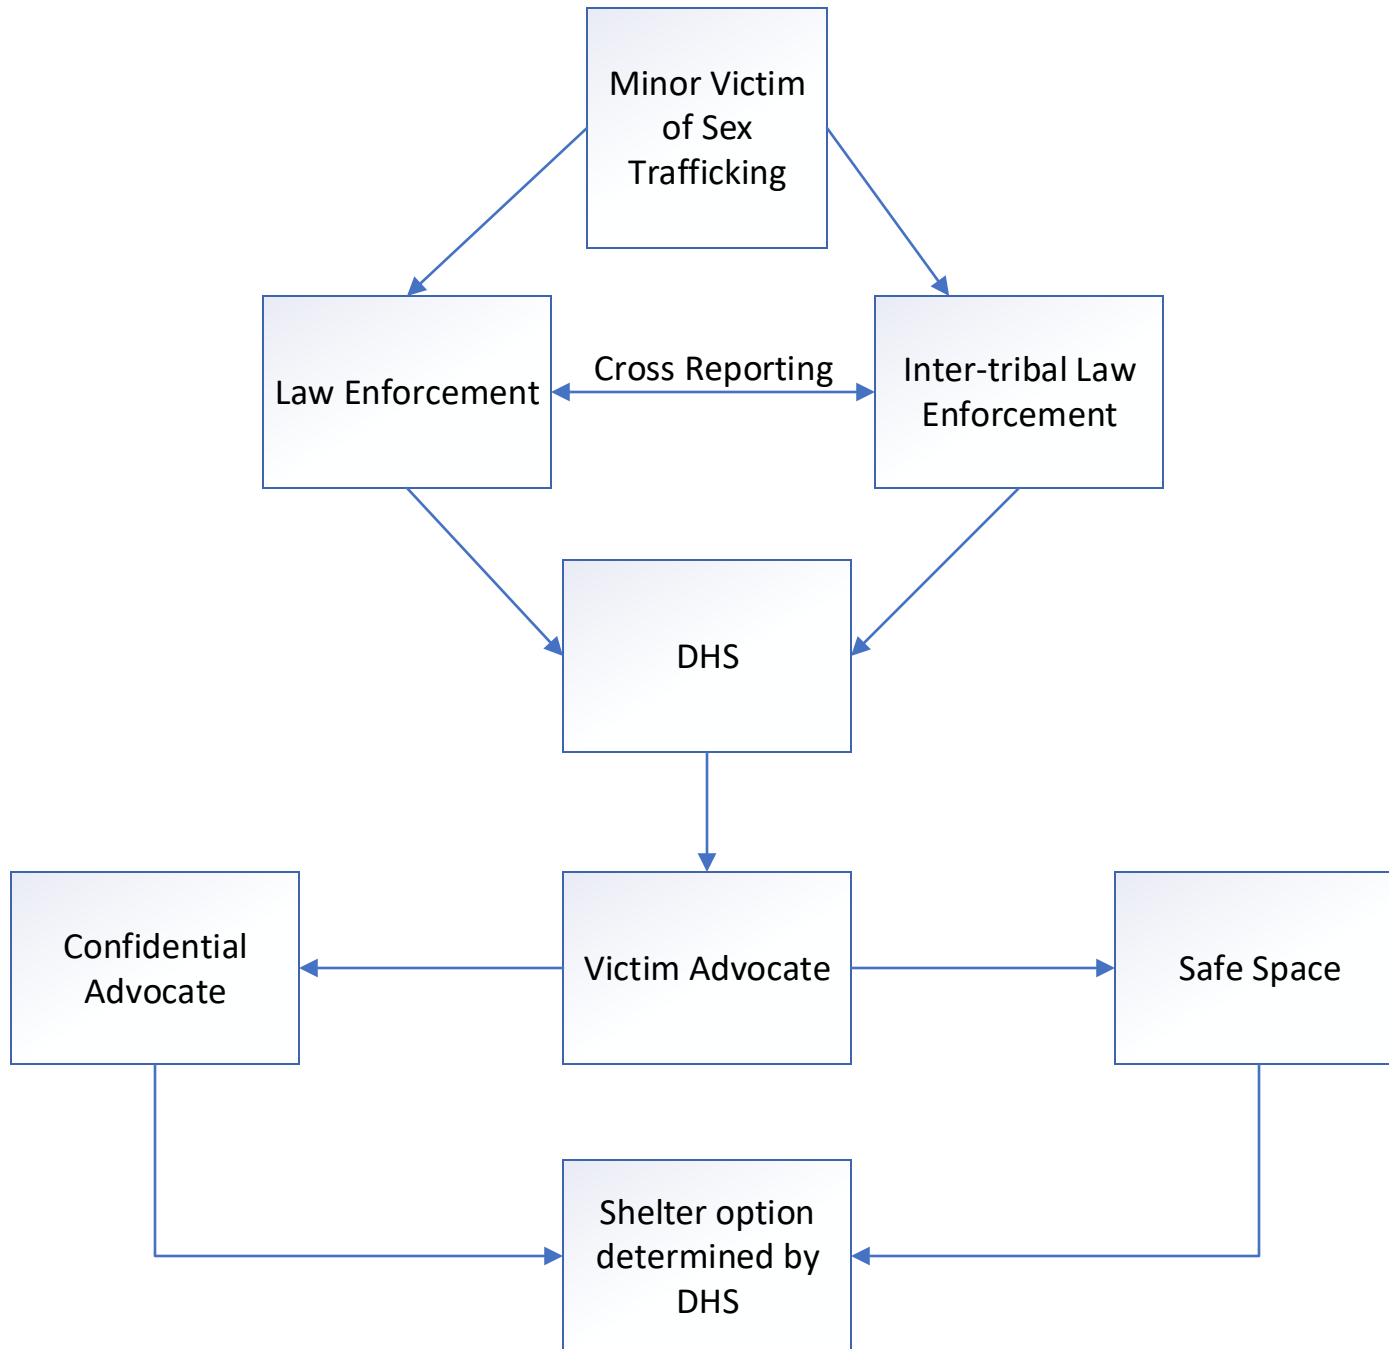 Minor Victim
of Sex
Trafficking
Law Enforcement
Cross Reporting
Inter-tribal Law
Enforcement
DHS
Confidential
Advocate
Victim Advocate
Safe Space
Shelter option
determined by
DHS